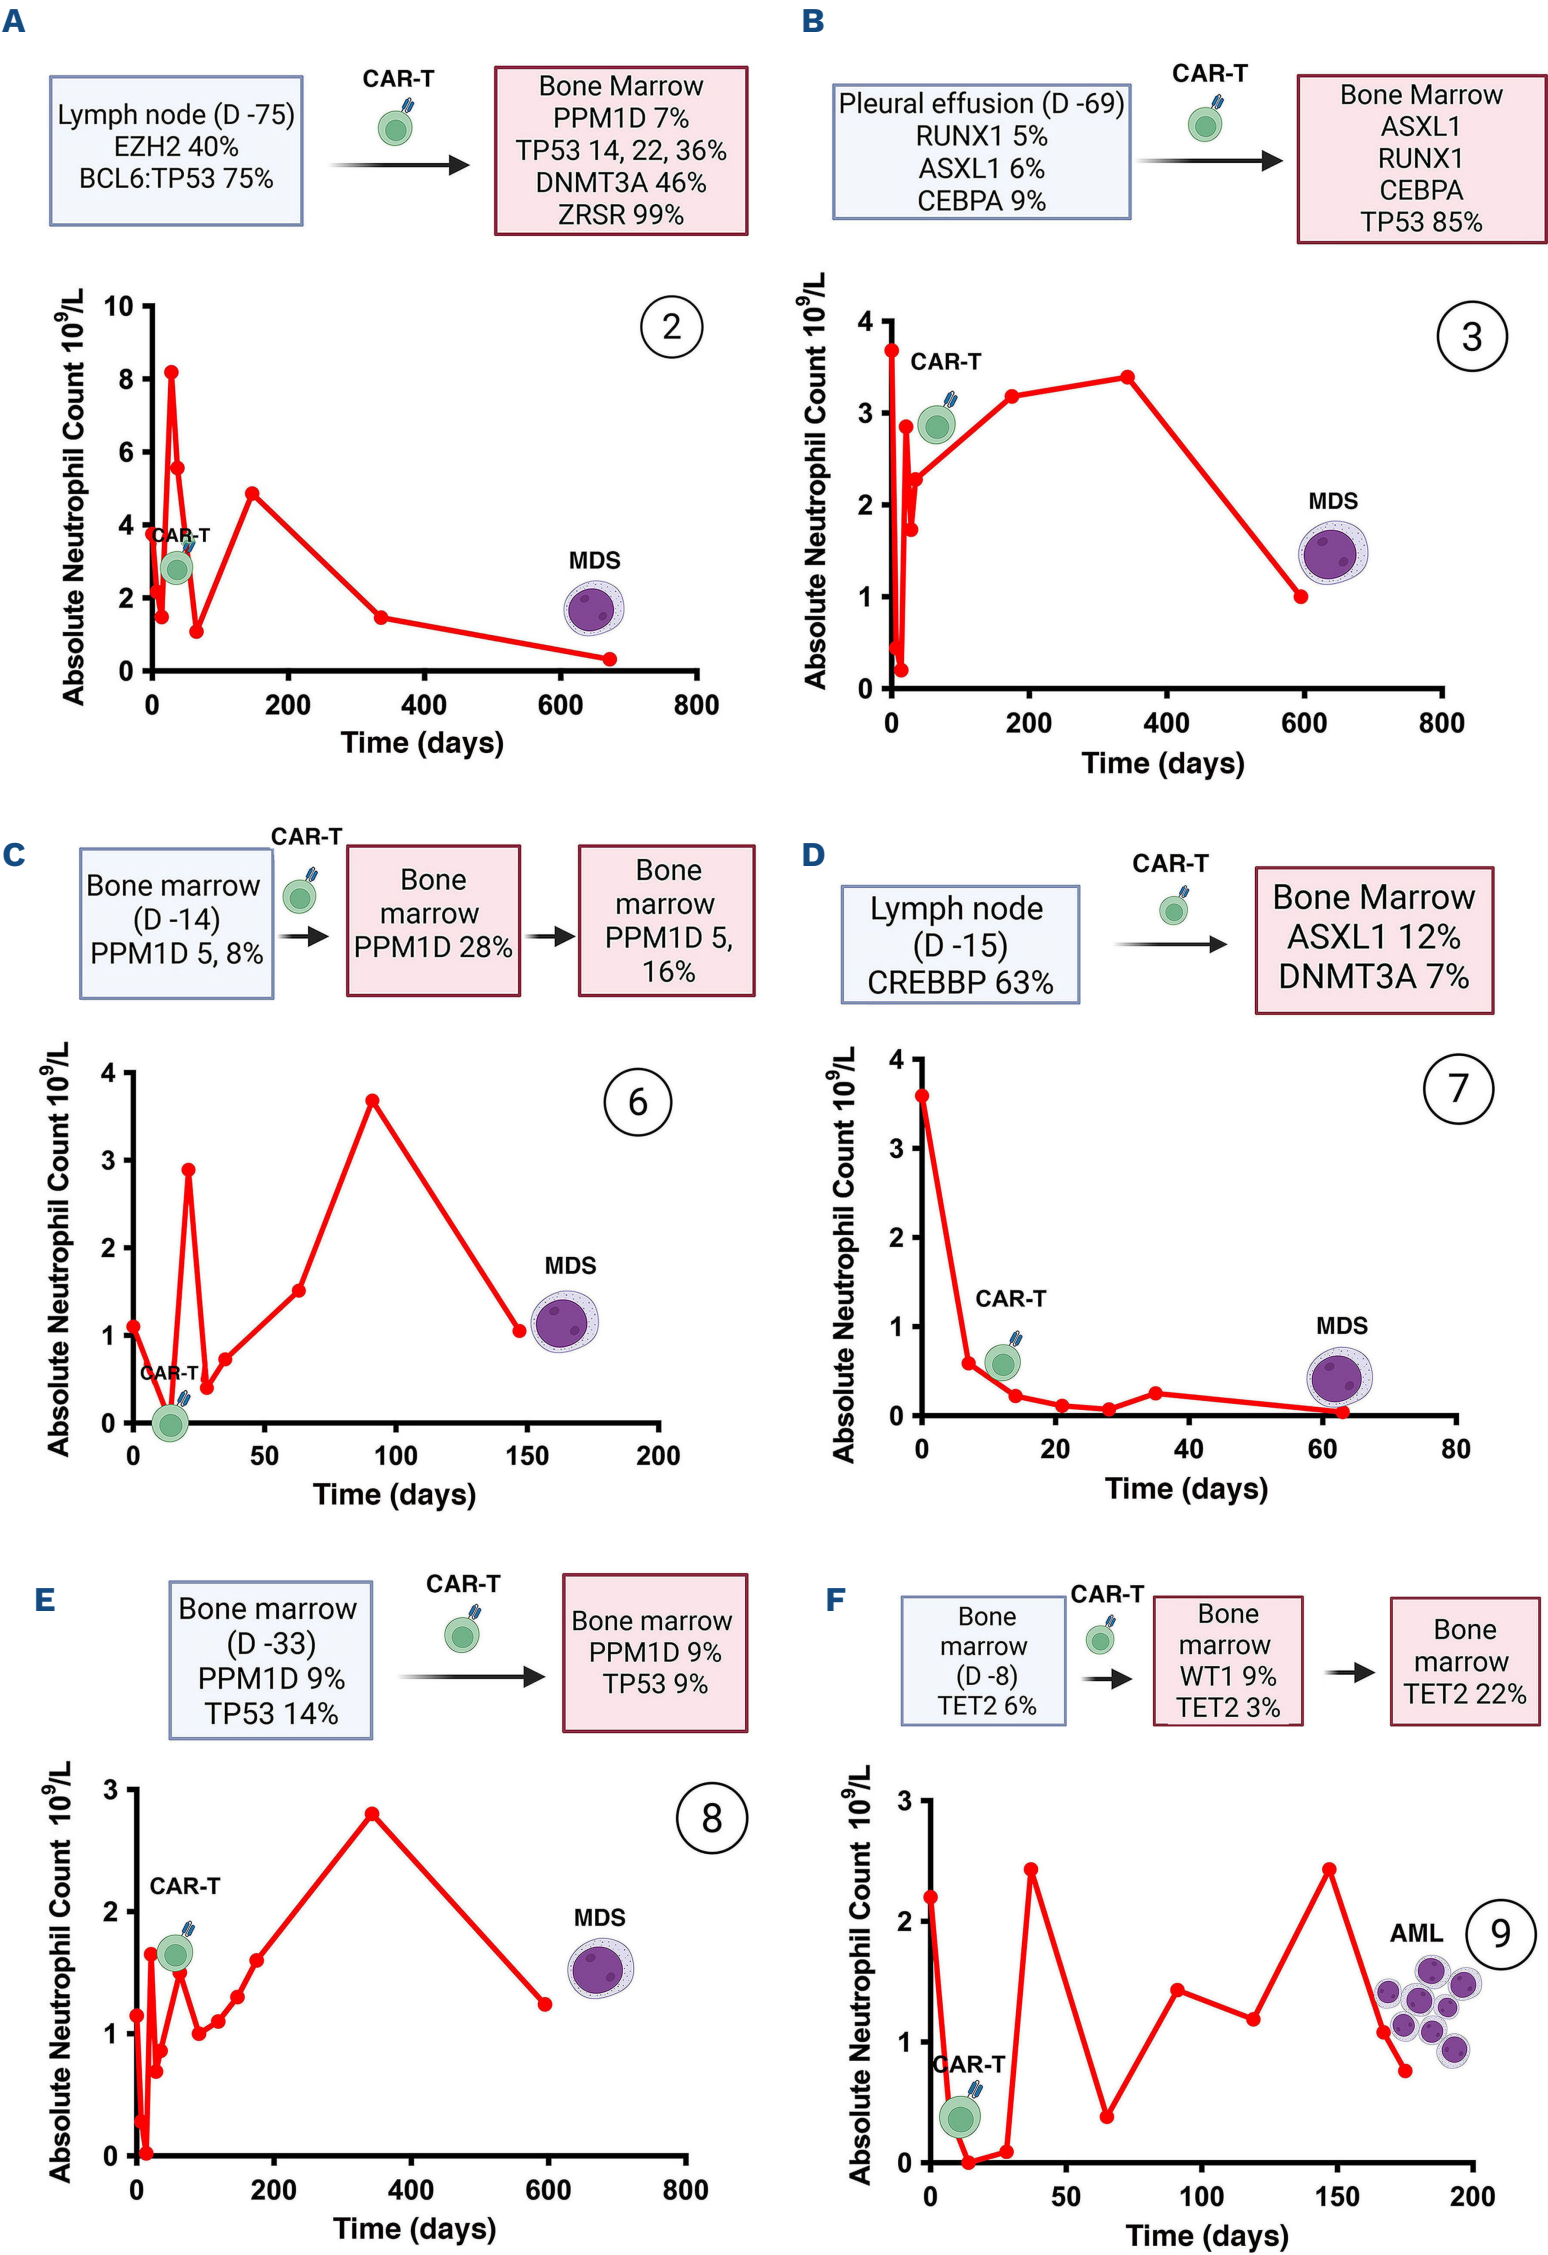 A
Lymph node (D -75)
EZH2 40%
BCL6:TP53 75%
CAR-T
Bone Marrow
PPM1D 7%
TP53 14, 22, 36%
DNMT3A 46%
ZRSR 99%
Absolute Neutrophil Count 10⁹/L
10
8
6
4
2
0
2
CAR-T
MDS
0 200 400 600 800
Time (days)
B
Pleural effusion (D -69)
RUNX1 5%
ASXL1 6%
CEBPA 9%
CAR-T
Bone Marrow
ASXL1
RUNX1
CEBPA
TP53 85%
Absolute Neutrophil Count 10⁹/L
4
3
2
1
0
3
CAR-T
MDS
0 200 400 600 800
Time (days)
C
Bone marrow
(D -14)
PPM1D 5, 8%
CAR-T
Bone
marrow
PPM1D 28%
Bone
marrow
PPM1D 5,
16%
Absolute Neutrophil Count 10⁹/L
4
3
2
1
0
6
CAR-T
MDS
0 50 100 150 200
Time (days)
D
Lymph node
(D -15)
CREBBP 63%
CAR-T
Bone Marrow
ASXL1 12%
DNMT3A 7%
Absolute Neutrophil Count 10⁹/L
4
3
2
1
0
7
CAR-T
MDS
0 20 40 60 80
Time (days)
E
Bone marrow
(D -33)
PPM1D 9%
TP53 14%
CAR-T
Bone marrow
PPM1D 9%
TP53 9%
Absolute Neutrophil Count 10⁹/L
3
2
1
0
8
CAR-T
MDS
0 200 400 600 800
Time (days)
F
Bone
marrow
(D -8)
TET2 6%
CAR-T
Bone
marrow
WT1 9%
TET2 3%
Bone
marrow
TET2 22%
Absolute Neutrophil Count 10⁹/L
3
2
1
0
9
CAR-T
AML
0 50 100 150 200
Time (days)